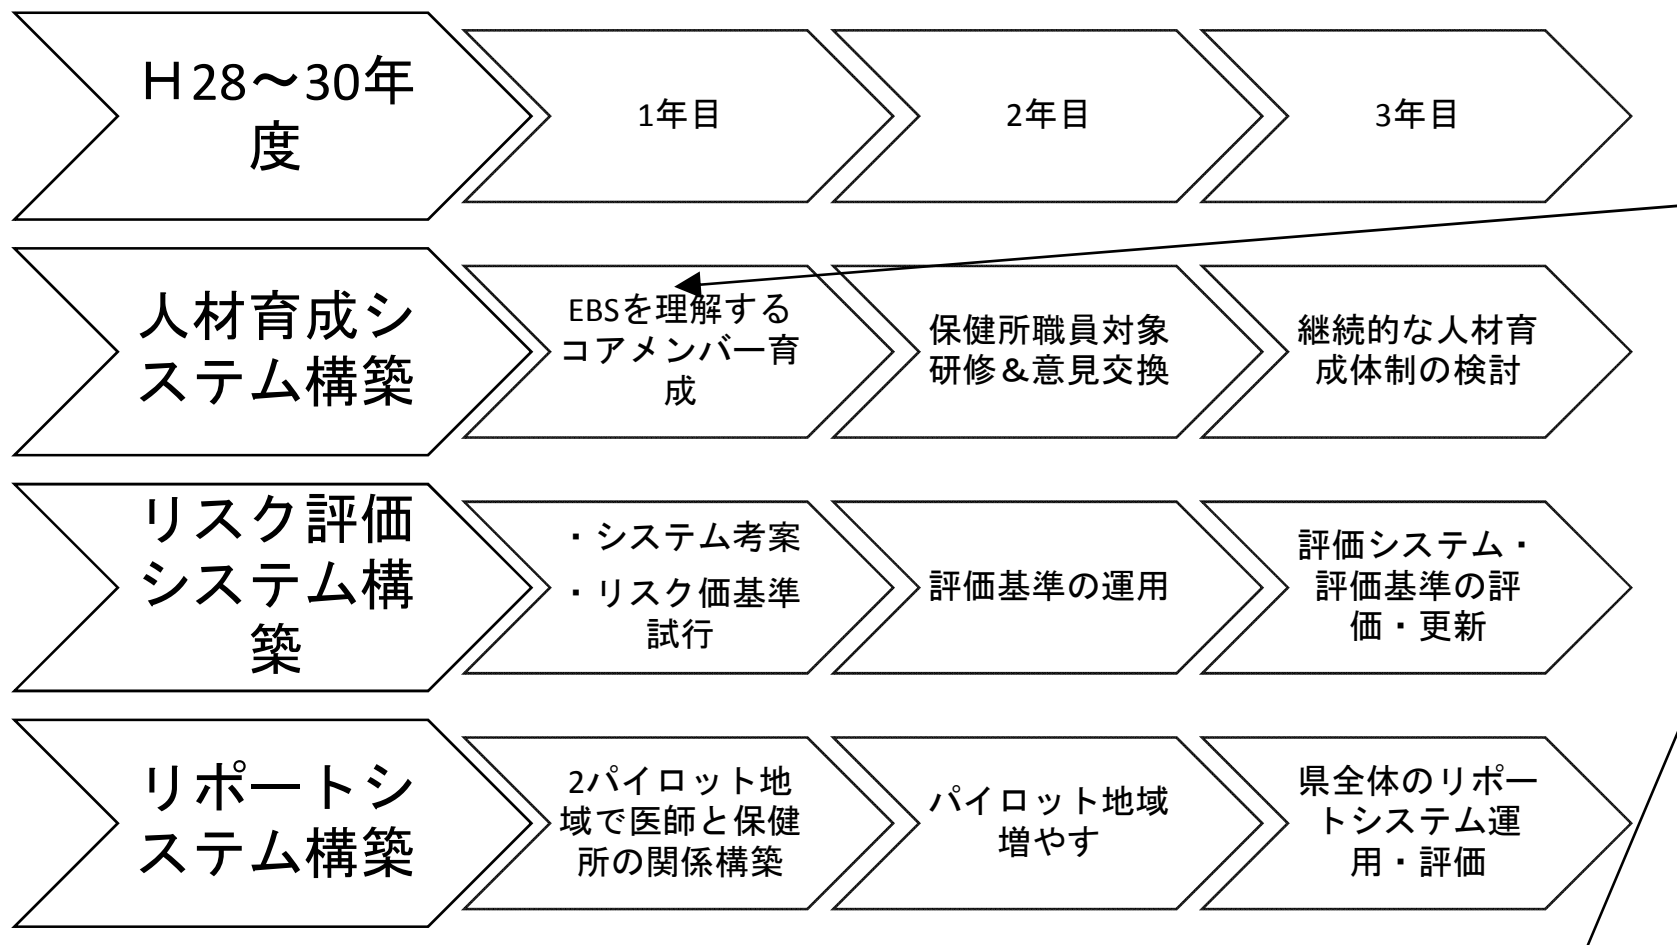 Ｈ28～30年
度
1年目
2年目
3年目
人材育成シ
ステム構築
EBSを理解する
コアメンバー育
成
保健所職員対象
研修＆意見交換
継続的な人材育
成体制の検討
リスク評価
システム構
築
・システム考案
・リスク価基準
試行
評価基準の運用
評価システム・
評価基準の評
価・更新
リポートシ
ステム構築
2パイロット地
域で医師と保健
所の関係構築
パイロット地域
増やす
県全体のリポー
トシステム運
用・評価